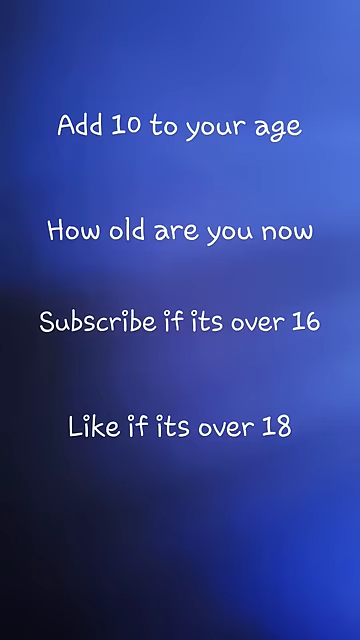 Add 10 to your age
How old are you now
Subscribe if its over 16
Like if its over 18